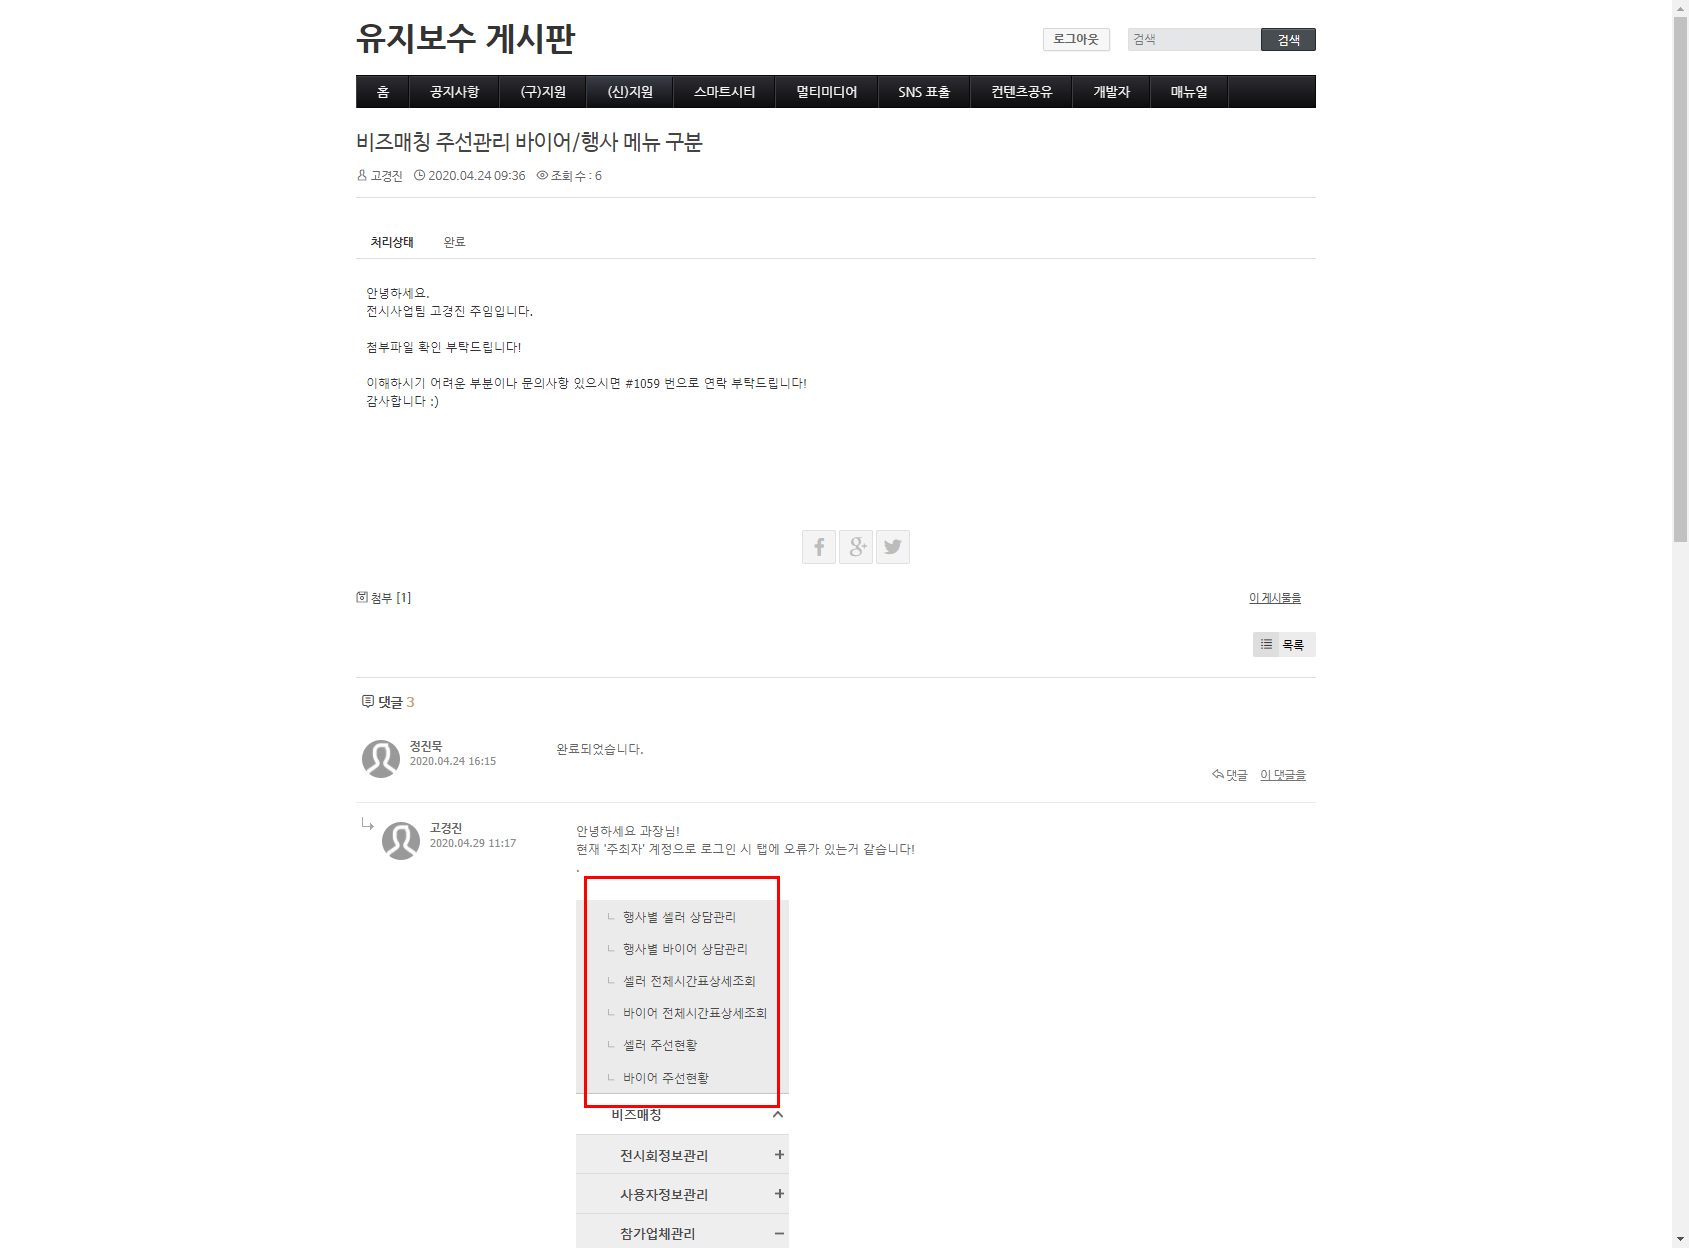 유지보수 게시판
로그아웃 검색 검색
홈 공지사항 (구)지원 (신)지원 스마트시티 멀티미디어 SNS 표출 컨텐츠공유 개발자 매뉴얼
비즈매칭 주선관리 바이어/행사 메뉴 구분
고경진 2020.04.24 09:36 조회 수 : 6
처리상태 완료
안녕하세요.
전시사업팀 고경진 주임입니다.
첨부파일 확인 부탁드립니다!
이해하시기 어려운 부분이나 문의사항 있으시면 #1059 번으로 연락 부탁드립니다!
감사합니다 :)
첨부 [1] 이 게시물을
목록
댓글 3
정진묵
2020.04.24 16:15
완료되었습니다.
댓글 이 댓글을
고경진
2020.04.29 11:17
안녕하세요 과장님!
현재 '주최자' 계정으로 로그인 시 탭에 오류가 있는거 같습니다!
.
행사별 셀러 상담관리
행사별 바이어 상담관리
셀러 전체시간표상세조회
바이어 전체시간표상세조회
셀러 주선현황
바이어 주선현황
비즈매칭
전시회정보관리
사용자정보관리
참가업체관리